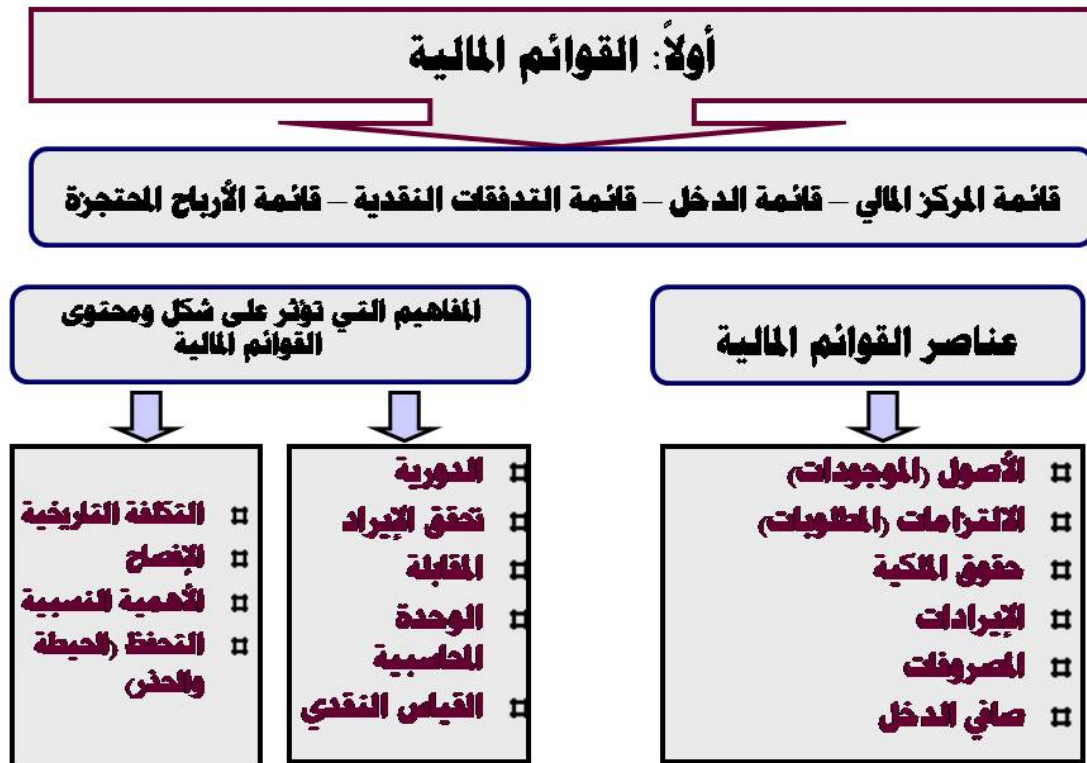 أولاً: القوائم المالية
قائمة المركز المالي – قائمة الدخل – قائمة التدفقات النقدية – قائمة الأرباح المحتجزة
عناصر القوائم المالية
¤ الأصول (الموجودات)
¤ الالتزامات (المطلوبات)
¤ حقوق الملكية
¤ الإيرادات
¤ المصروفات
¤ صافي الدخل
المفاهيم التي تؤثر على شكل ومحتوى
القوائم المالية
¤ الدورية
¤ تحقق الإيراد
¤ المقابلة
¤ الوحدة
المحاسبية
¤ القياس النقدي
¤ التكلفة التاريخية
¤ الإفصاح
¤ الأهمية النسبية
¤ التحفظ (الحيطة
والحذر)